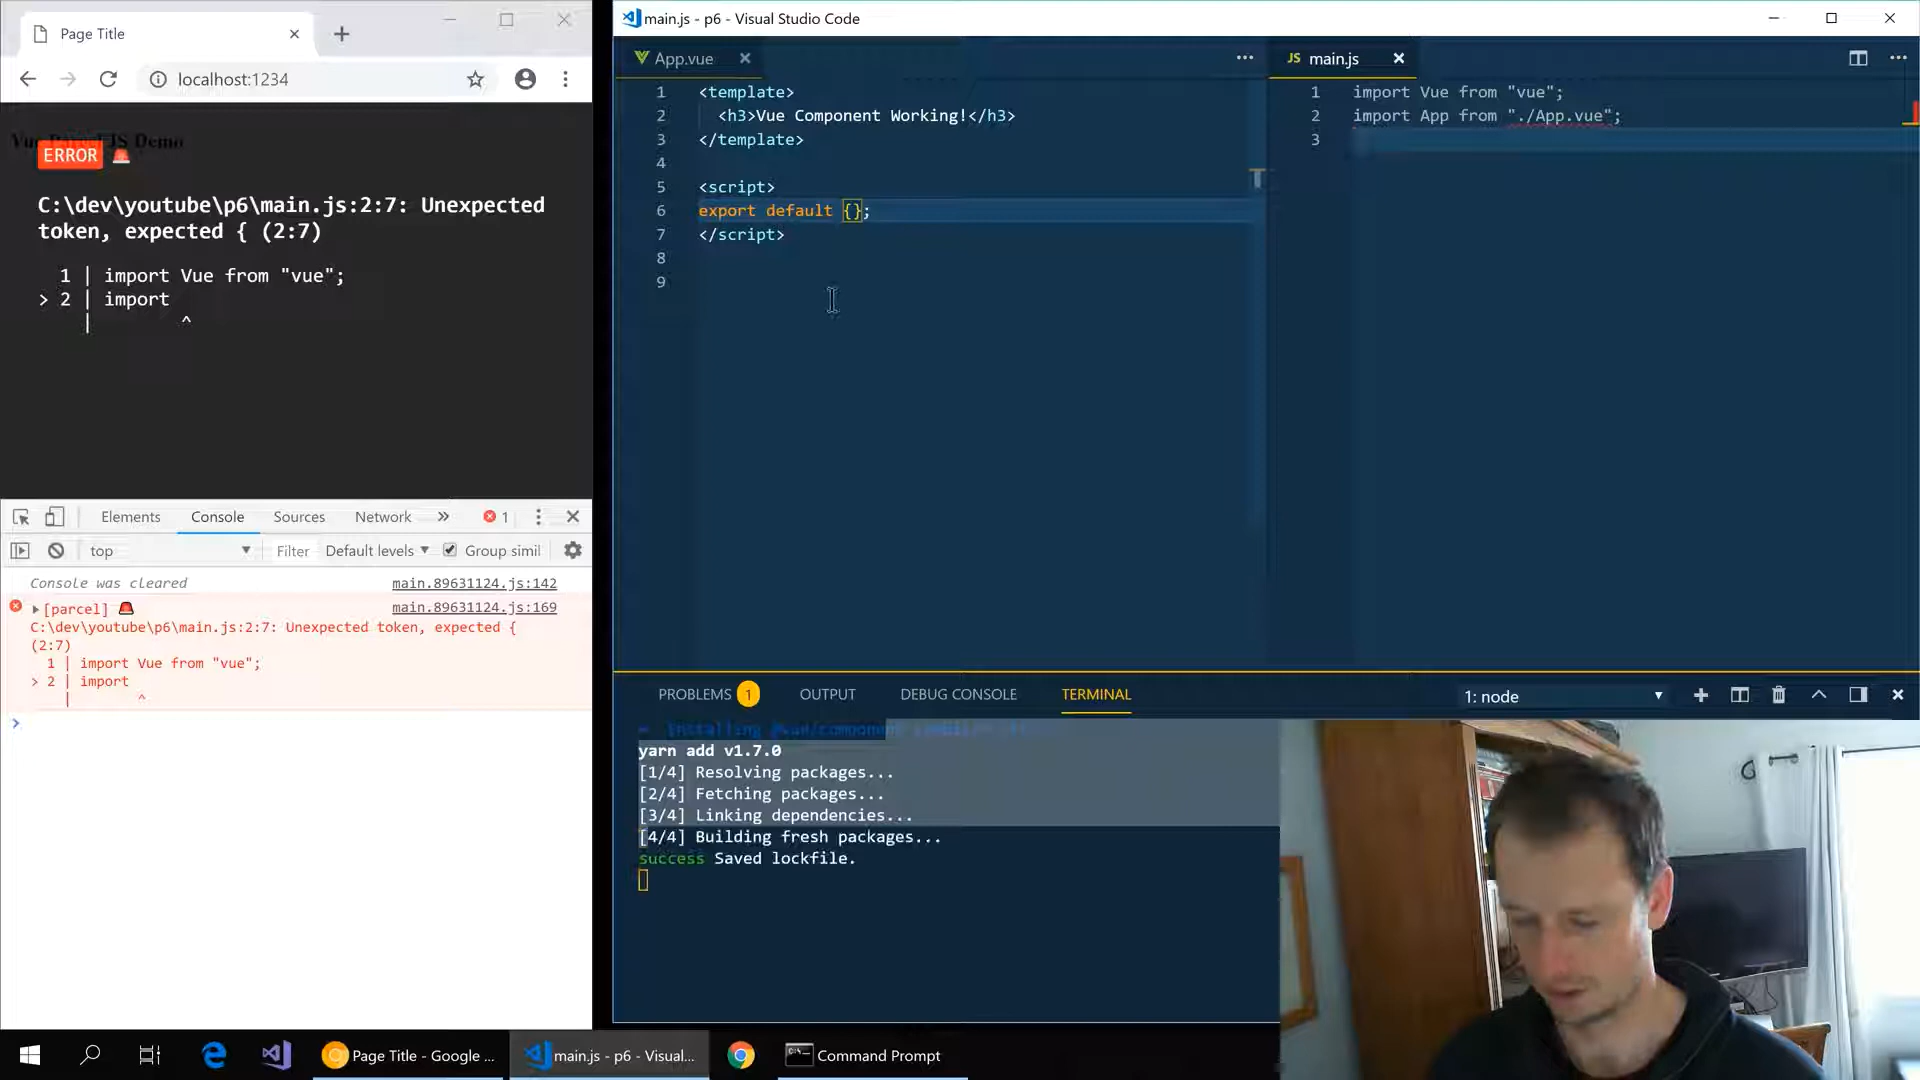 Page Title
localhost:1234
Vue Parcel JS Demo
ERROR
C:\dev\youtube\p6\main.js:2:7: Unexpected
token, expected { (2:7)
1 | import Vue from "vue";
> 2 | import
| ^
Elements Console Sources Network » 1
top Filter Default levels Group simil
Console was cleared main.89631124.js:142
[parcel] main.89631124.js:169
C:\dev\youtube\p6\main.js:2:7: Unexpected token, expected {
(2:7)
1 | import Vue from "vue";
> 2 | import
| ^
>
main.js - p6 - Visual Studio Code
App.vue
1 <template>
2 <h3>Vue Component Working!</h3>
3 </template>
4
5 <script>
6 export default {};
7 </script>
8
9
JS main.js
1 import Vue from "vue";
2 import App from "./App.vue";
3
PROBLEMS 1 OUTPUT DEBUG CONSOLE TERMINAL 1: node
yarn add v1.7.0
[1/4] Resolving packages...
[2/4] Fetching packages...
[3/4] Linking dependencies...
[4/4] Building fresh packages...
success Saved lockfile.
Page Title - Google ... main.js - p6 - Visual... Command Prompt